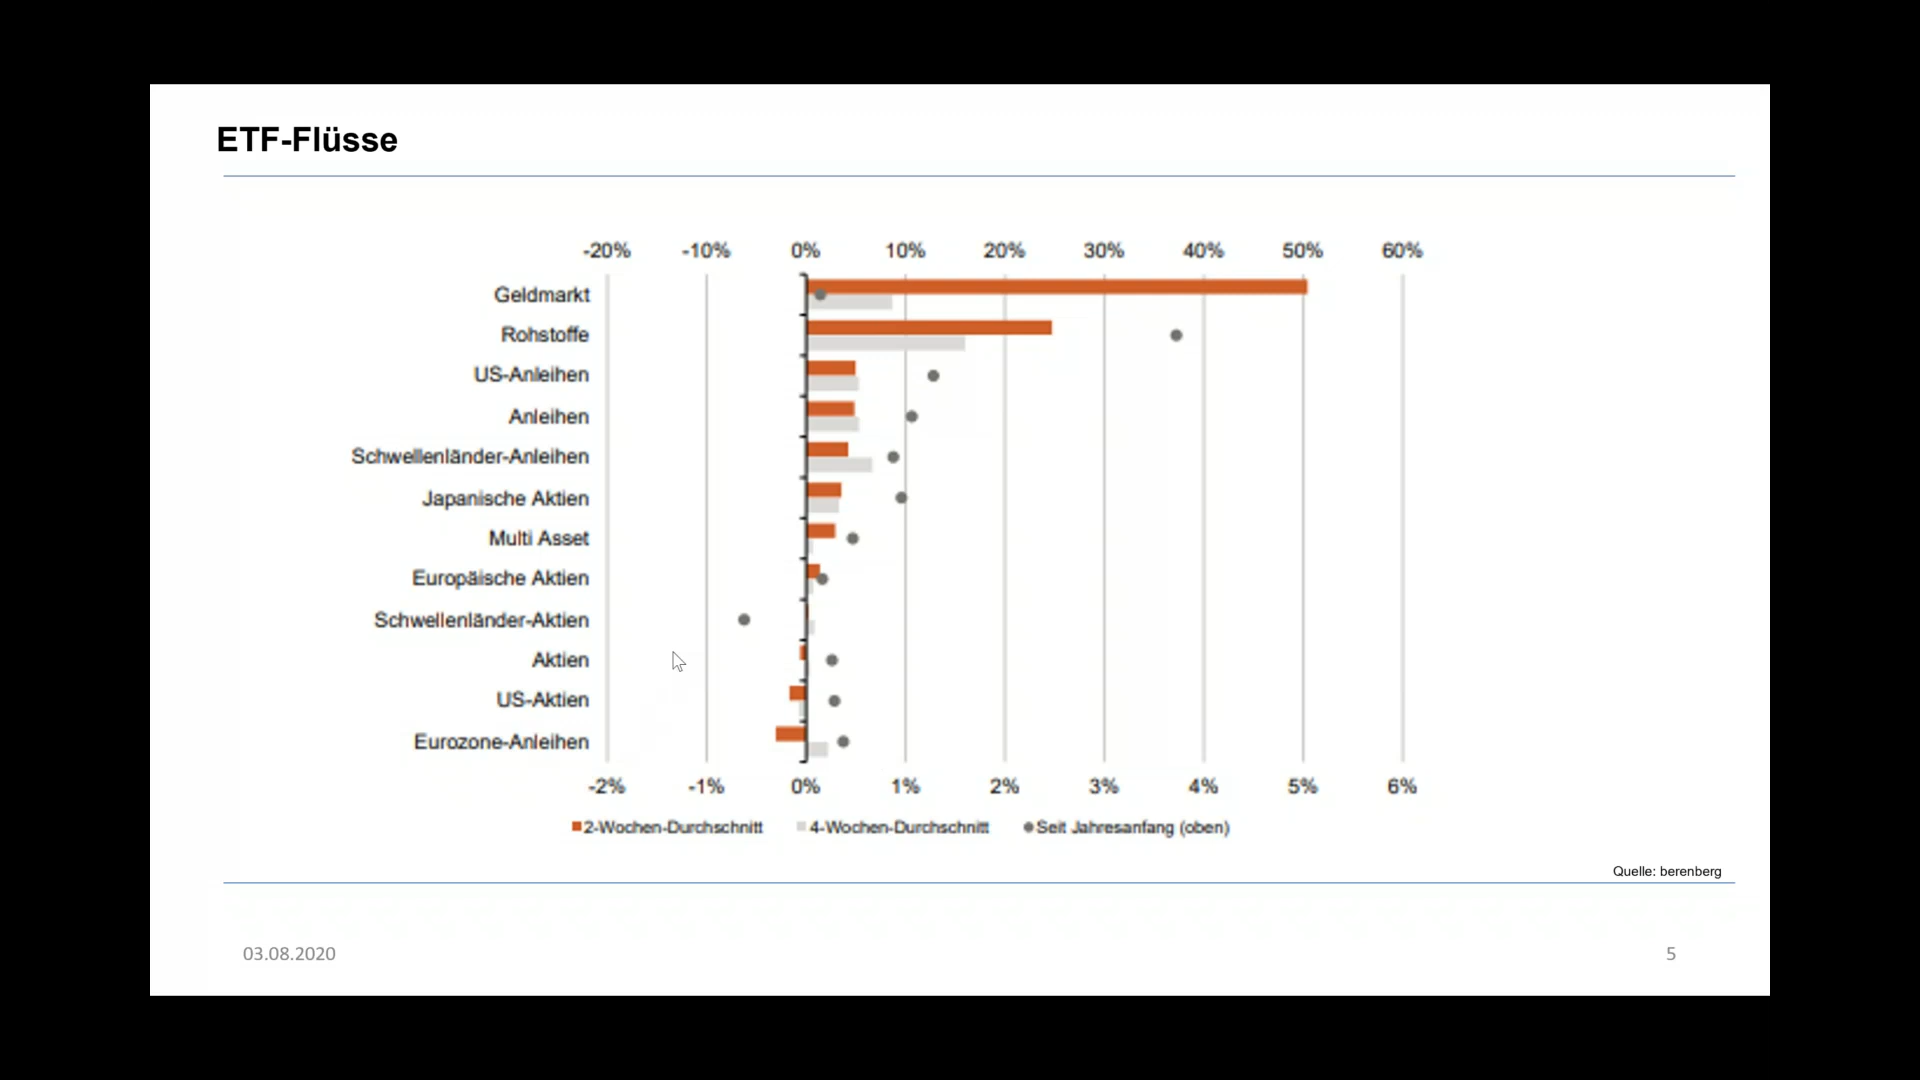 ETF-Flüsse
-20% -10% 0% 10% 20% 30% 40% 50% 60%
Geldmarkt
Rohstoffe
US-Anleihen
Anleihen
Schwellenländer-Anleihen
Japanische Aktien
Multi Asset
Europäische Aktien
Schwellenländer-Aktien
Aktien
US-Aktien
Eurozone-Anleihen
-2% -1% 0% 1% 2% 3% 4% 5% 6%
2-Wochen-Durchschnitt 4-Wochen-Durchschnitt Seit Jahresanfang (oben)
Quelle: berenberg
03.08.2020 5